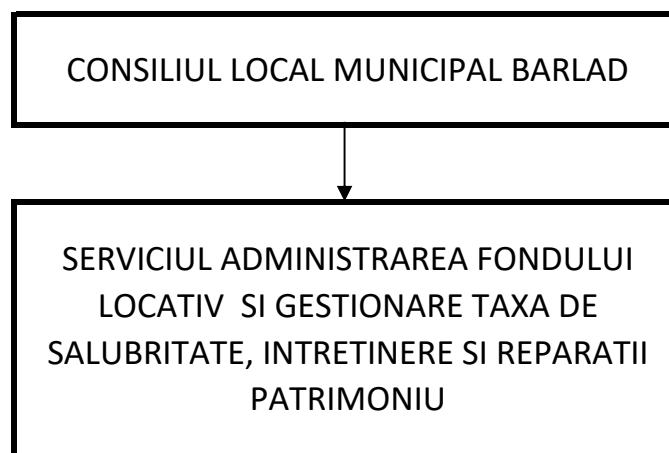 CONSILIUL LOCAL MUNICIPAL BARLAD
SERVICIUL ADMINISTRAREA FONDULUI
LOCATIV SI GESTIONARE TAXA DE
SALUBRITATE, INTRETINERE SI REPARATII
PATRIMONIU